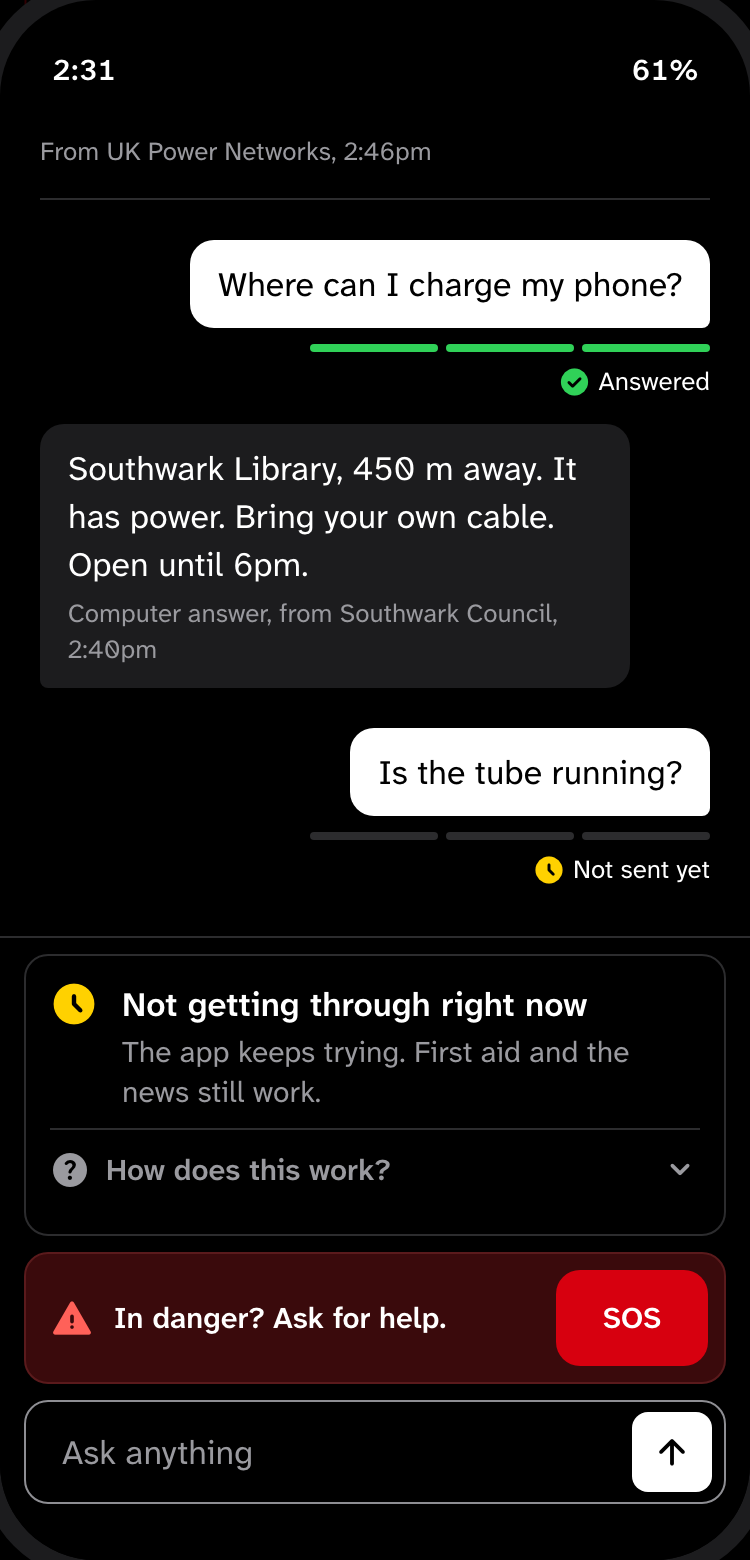 2:31
61%
From UK Power Networks, 2:46pm
Where can I charge my phone?
Answered
Southwark Library, 450 m away. It
has power. Bring your own cable.
Open until 6pm.
Computer answer, from Southwark Council,
2:40pm
Is the tube running?
Not sent yet
Not getting through right now
The app keeps trying. First aid and the
news still work.
How does this work?
In danger? Ask for help.
SOS
Ask anything